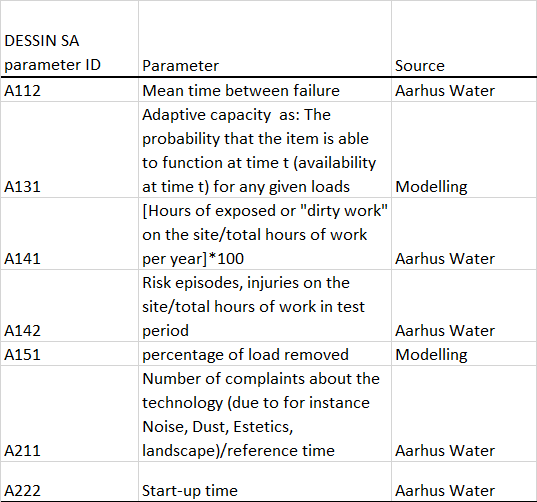 DESSIN SA
parameter ID Parameter Source
A112 Mean time between failure Aarhus Water
Adaptive capacity as: The
probability that the item is able
to function at time t (availability
A131 at time t) for any given loads Modelling
[Hours of exposed or "dirty work"
on the site/total hours of work
A141 per year]*100 Aarhus Water
Risk episodes, injuries on the
site/total hours of work in test
A142 period Aarhus Water
A151 percentage of load removed Modelling
Number of complaints about the
technology (due to for instance
Noise, Dust, Estetics,
A211 landscape)/reference time Aarhus Water
A222 Start-up time Aarhus Water